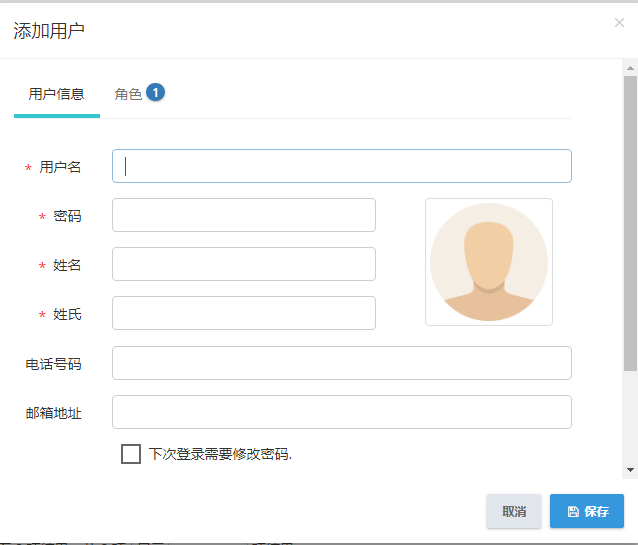 添加用户
×
用户信息 角色 1
* 用户名
* 密码
* 姓名
* 姓氏
电话号码
邮箱地址
下次登录需要修改密码.
取消 保存